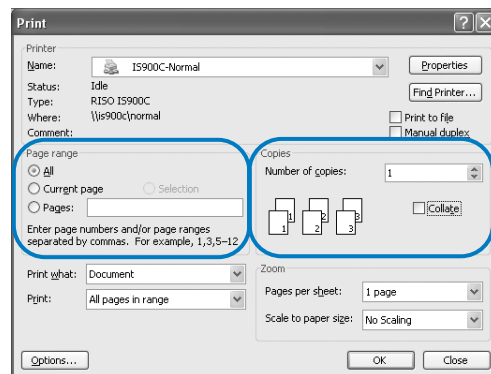 Print
Printer
Name: IS900C-Normal
Properties
Status: Idle
Find Printer...
Type: RISO IS900C
Where: \\is900c\normal
Print to file
Comment:
Manual duplex
Page range
All
Current page Selection
Pages:
Enter page numbers and/or page ranges
separated by commas. For example, 1,3,5–12
Copies
Number of copies: 1
1 2 3
1 2 3
Collate
Print what: Document
Print: All pages in range
Zoom
Pages per sheet: 1 page
Scale to paper size: No Scaling
Options...
OK
Close